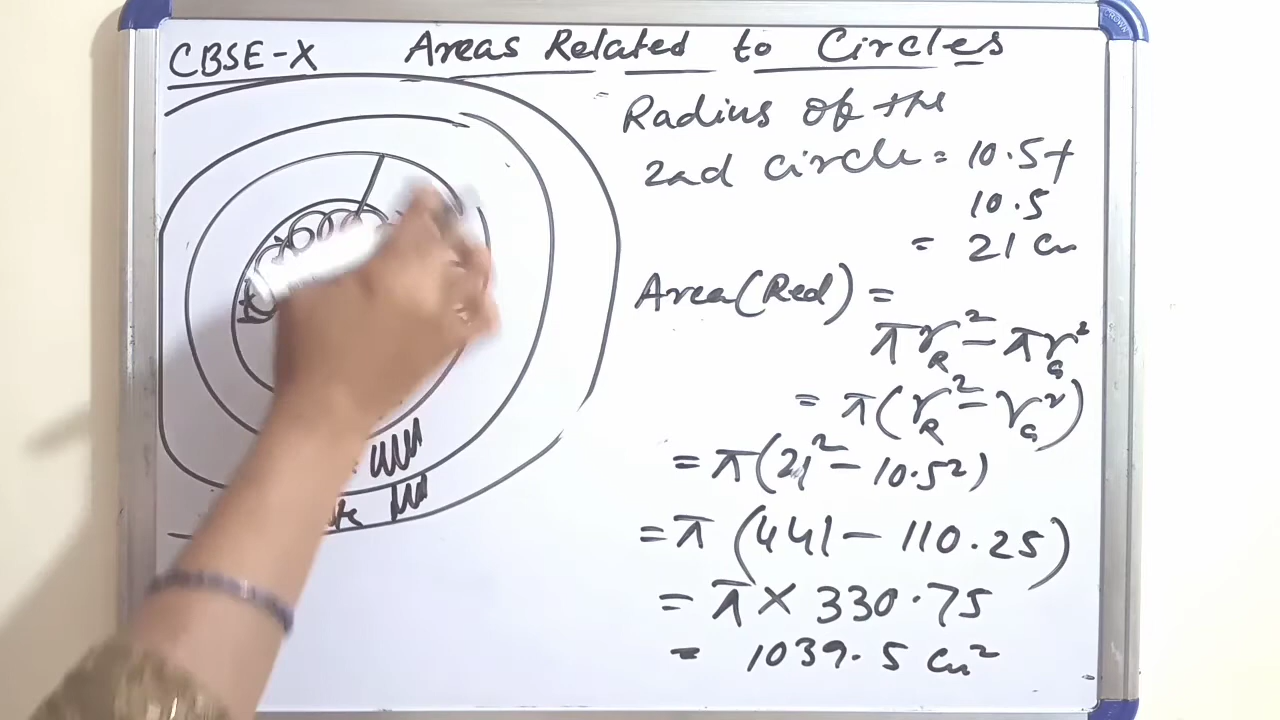 CROWN
CBSE-X Areas Related to Circles
Radius of the
2nd circle = 10.5+
10.5
= 21 cm
Area(Red) =
πr_R² - πr_G²
= π(r_R² - r_G²)
= π(21² - 10.5²)
= π(441 - 110.25)
= π × 330.75
= 1039.5 cm²